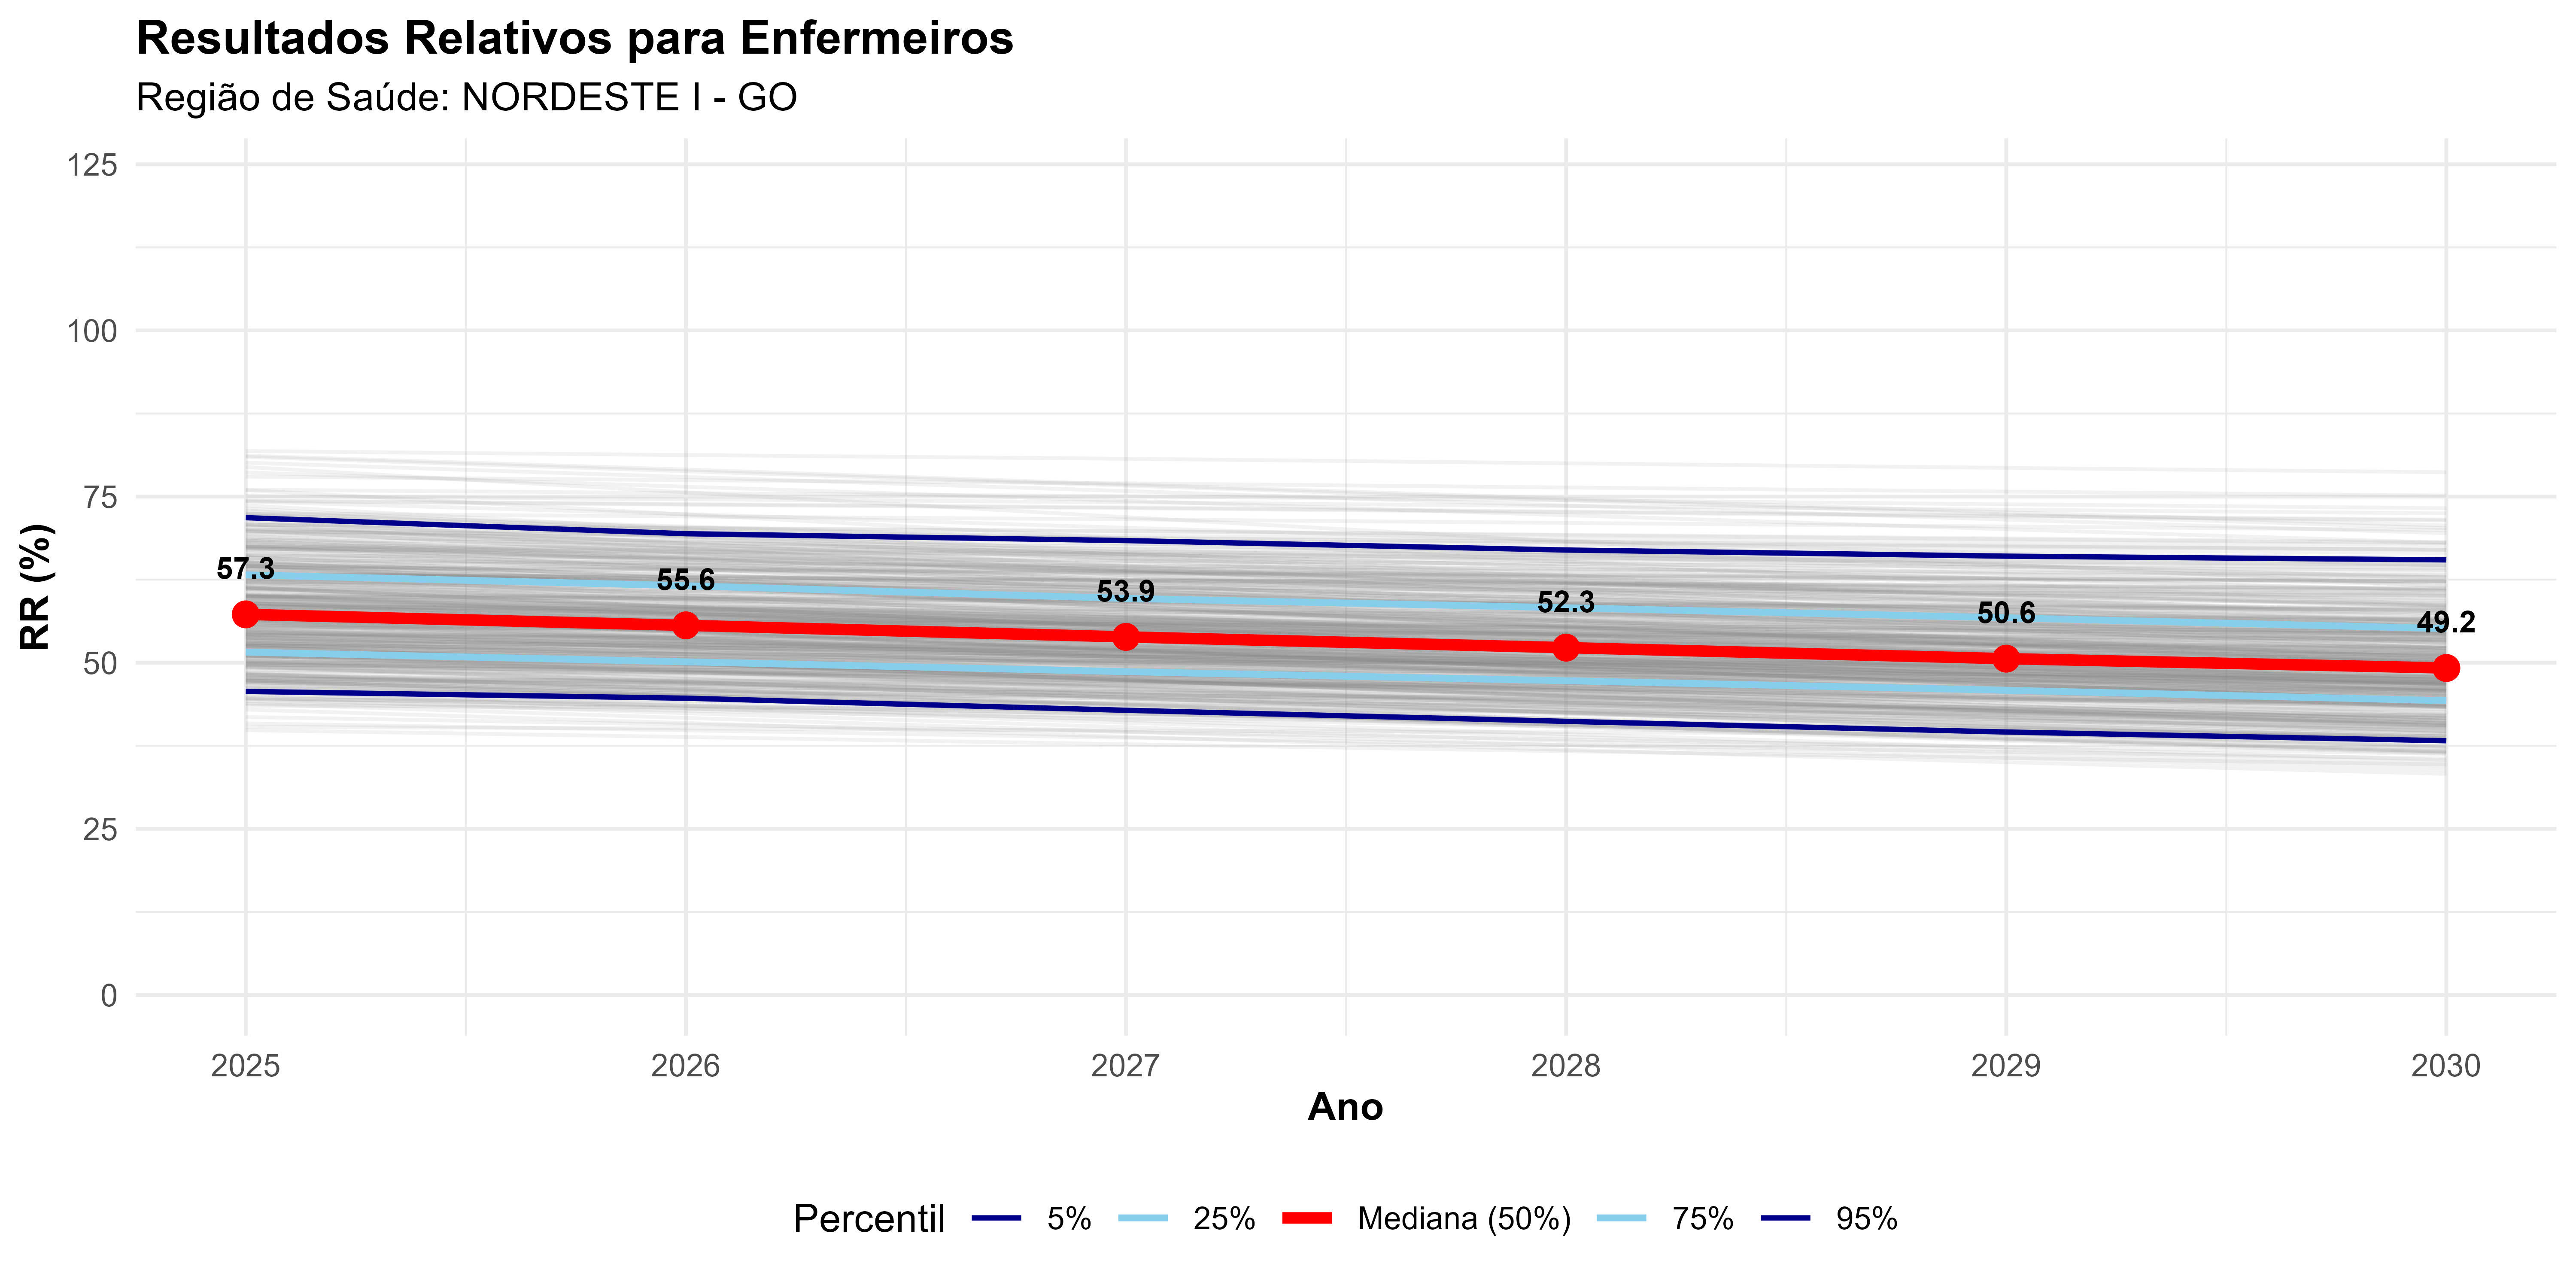 Resultados Relativos para Enfermeiros
Região de Saúde: NORDESTE I - GO
125
100
75
50
25
0
RR (%)
57.3
55.6
53.9
52.3
50.6
49.2
2025 2026 2027 2028 2029 2030
Ano
Percentil 5% 25% Mediana (50%) 75% 95%